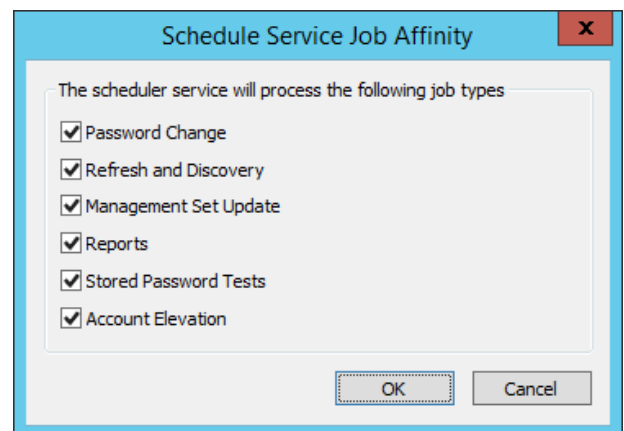 Schedule Service Job Affinity
x
The scheduler service will process the following job types
Password Change
Refresh and Discovery
Management Set Update
Reports
Stored Password Tests
Account Elevation
OK Cancel